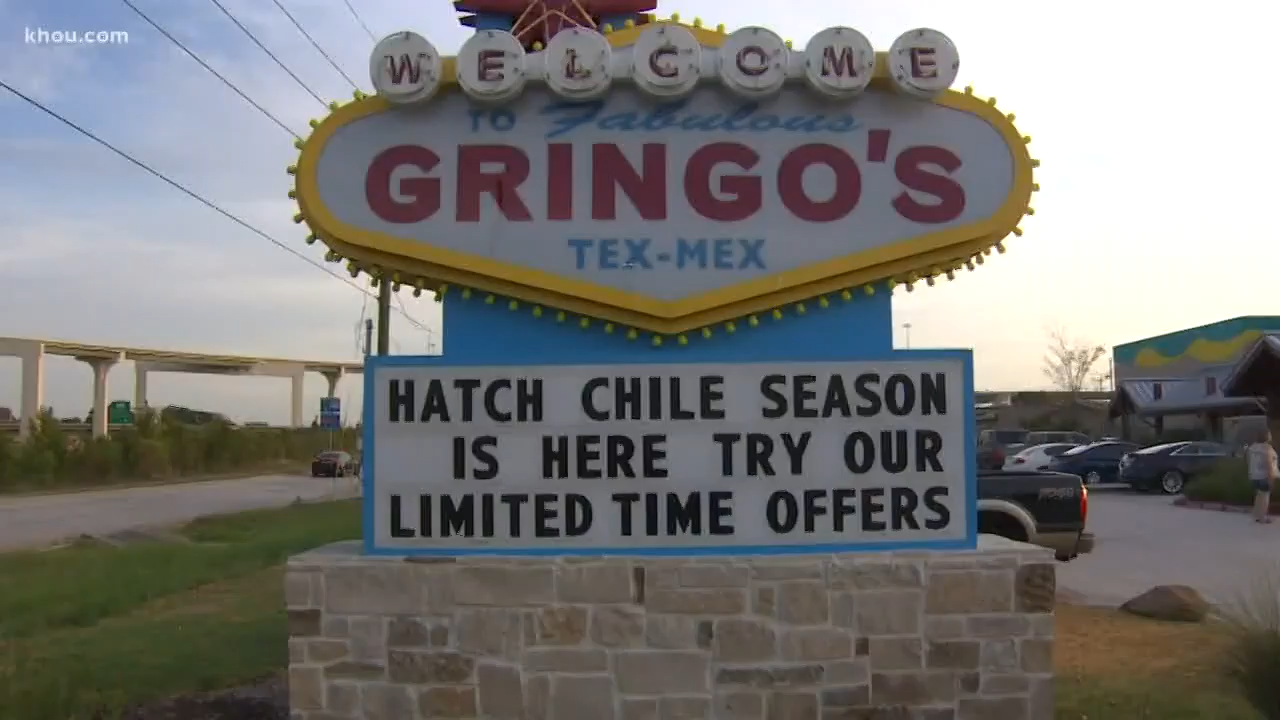 khou.com
WELCOME
TO Fabulous
GRINGO'S
TEX-MEX
HATCH CHILE SEASON
IS HERE TRY OUR
LIMITED TIME OFFERS